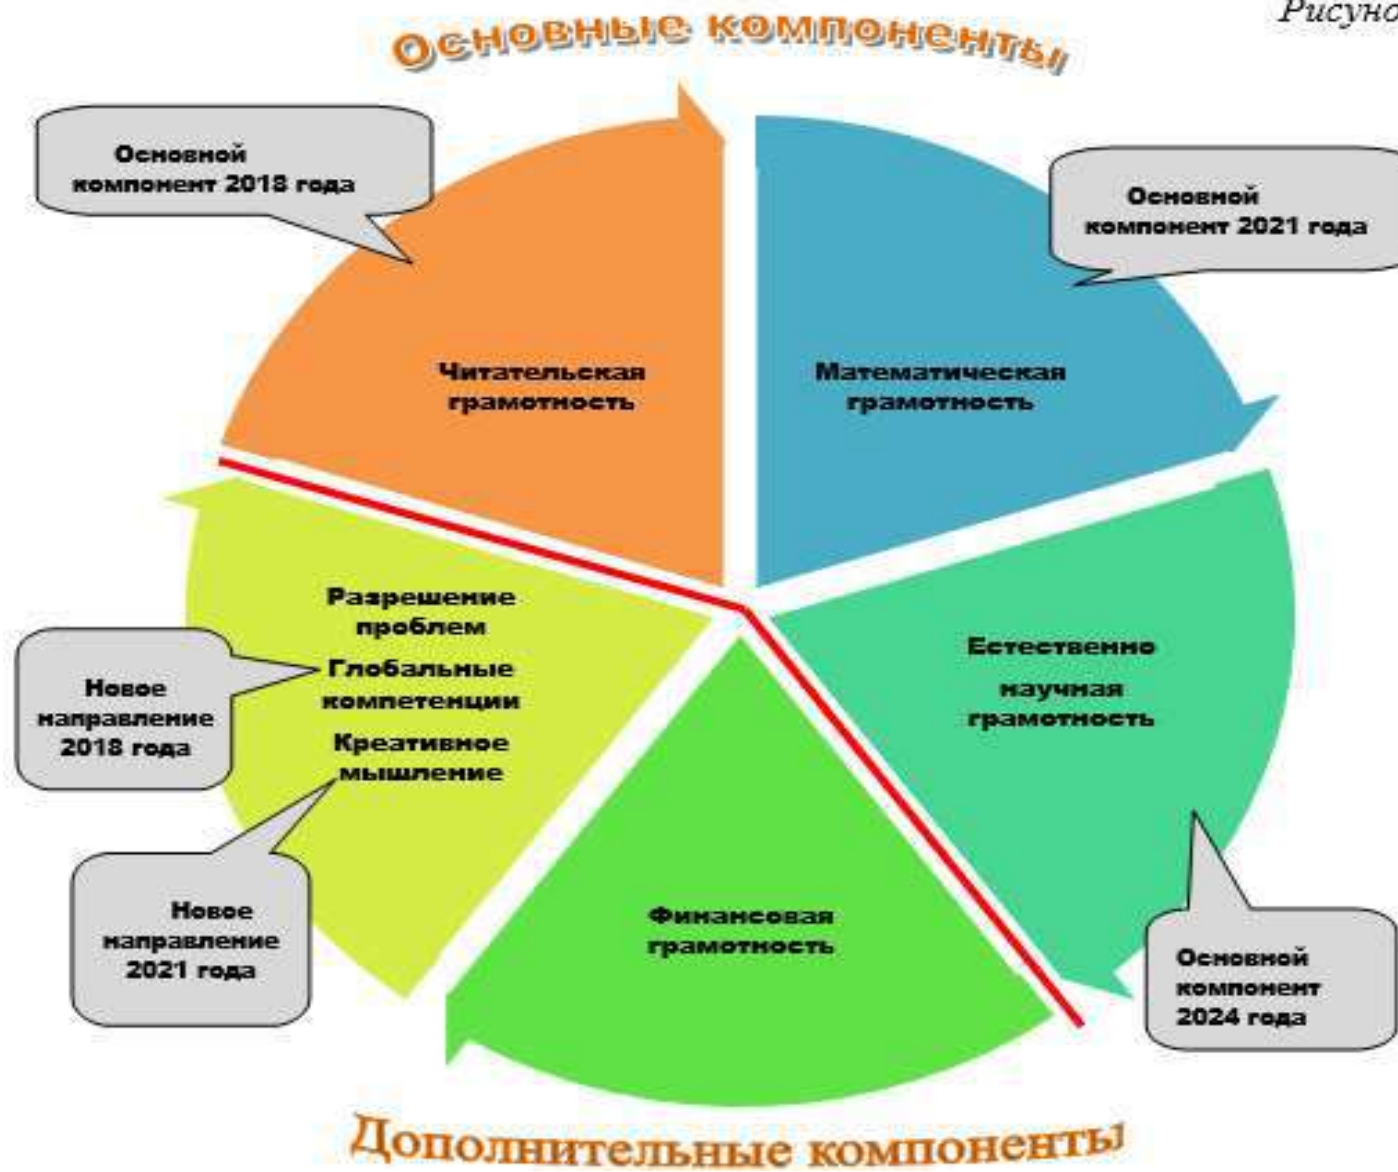 Рисуно
Основные компоненты
Основной
компонент 2018 года
Основной
компонент 2021 года
Читательская
грамотность
Математическая
грамотность
Разрешение
проблем
Глобальные
компетенции
Креативное
мышление
Новое
направление
2018 года
Новое
направление
2021 года
Естественно
научная
грамотность
Финансовая
грамотность
Основной
компонент
2024 года
Дополнительные компоненты